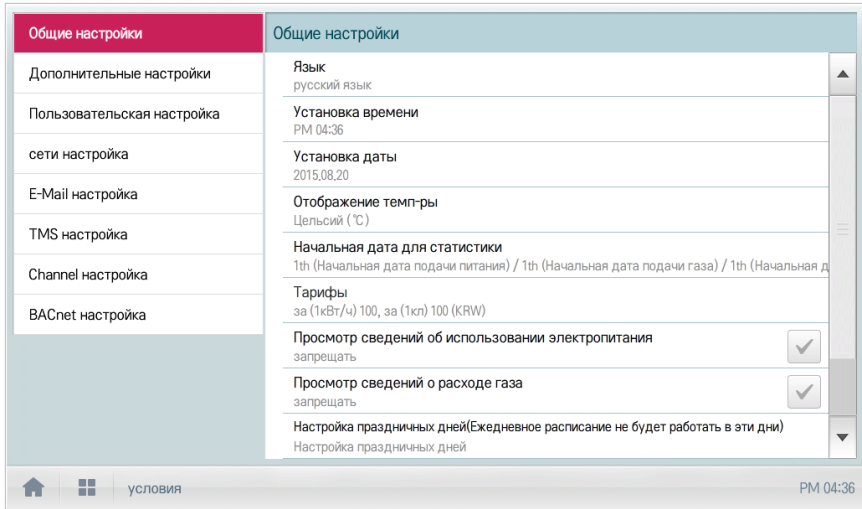 Общие настройки
Дополнительные настройки
Пользовательская настройка
сети настройка
E-Mail настройка
TMS настройка
Channel настройка
BACnet настройка
Общие настройки
Язык
русский язык
Установка времени
PM 04:36
Установка даты
2015.08.20
Отображение темп-ры
Цельсий (℃)
Начальная дата для статистики
1th (Начальная дата подачи питания) / 1th (Начальная дата подачи газа) / 1th (Начальная д
Тарифы
за (1кВт/ч) 100, за (1кл) 100 (KRW)
Просмотр сведений об использовании электропитания
запрещать
Просмотр сведений о расходе газа
запрещать
Настройка праздничных дней(Ежедневное расписание не будет работать в эти дни)
Настройка праздничных дней
условия
PM 04:36